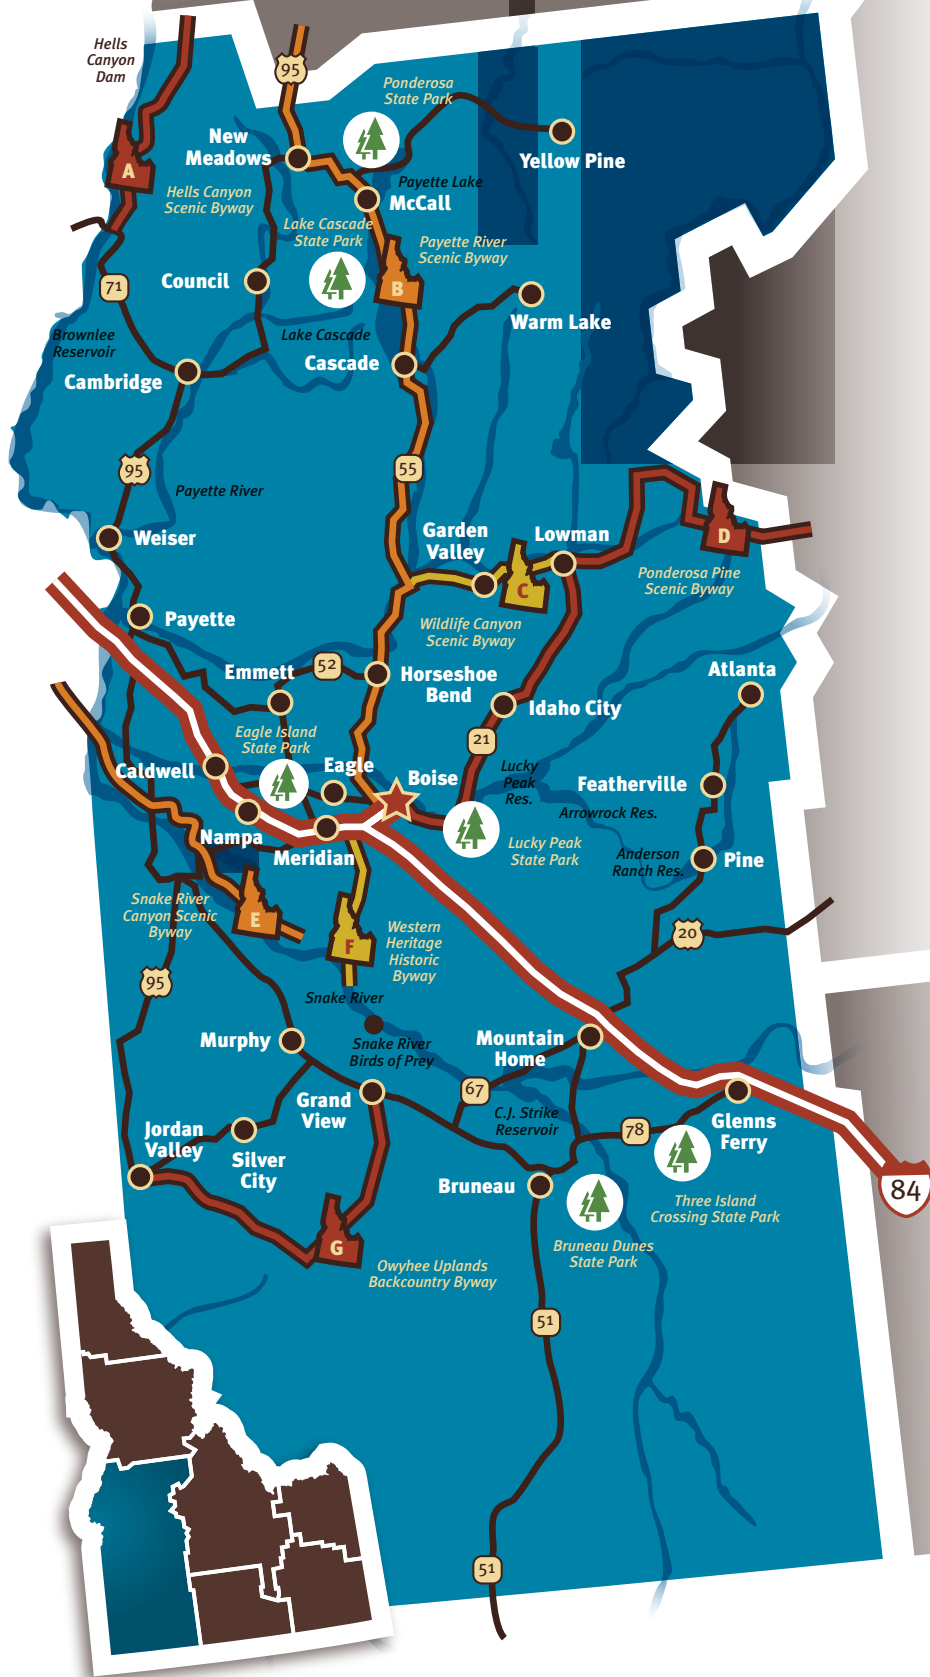 Hells
Canyon
Dam
95
Ponderosa
State Park
New
Meadows
Yellow Pine
A
Hells Canyon
Scenic Byway
Payette Lake
McCall
Lake Cascade
State Park
Payette River
Scenic Byway
B
Council
71
Warm Lake
Brownlee
Reservoir
Lake Cascade
Cascade
Cambridge
95
55
Payette River
Weiser
Garden
Valley
Lowman
D
C
Ponderosa Pine
Scenic Byway
Payette
Wildlife Canyon
Scenic Byway
Emmett
52
Horseshoe
Bend
Atlanta
Idaho City
Eagle Island
State Park
21
Caldwell
Eagle
Boise
Lucky
Peak
Res.
Featherville
Arrowrock Res.
Nampa
Meridian
Lucky Peak
State Park
Anderson
Ranch Res.
Pine
Snake River
Canyon Scenic
Byway
E
F
Western
Heritage
Historic
Byway
20
95
Snake River
Murphy
Snake River
Birds of Prey
Mountain
Home
Grand
View
67
C.J. Strike
Reservoir
78
Glenns
Ferry
Jordan
Valley
Silver
City
Bruneau
84
Three Island
Crossing State Park
G
Owyhee Uplands
Backcountry Byway
Bruneau Dunes
State Park
51
51